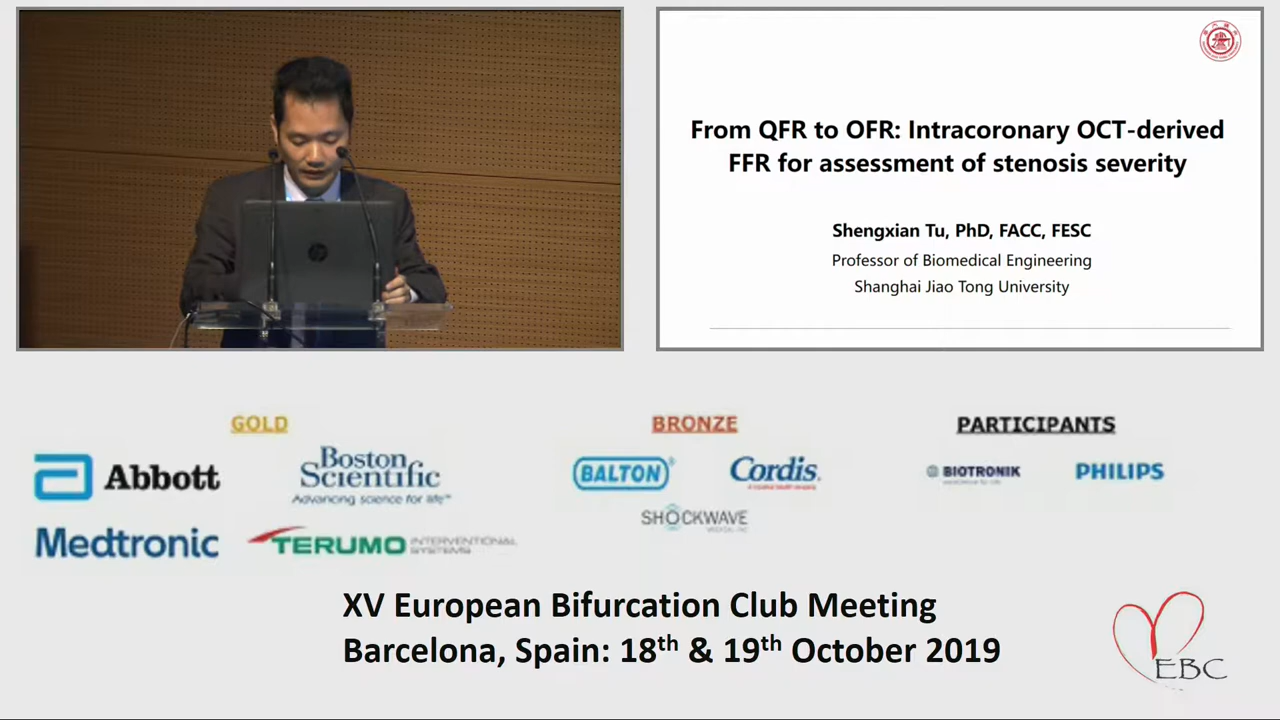 From QFR to OFR: Intracoronary OCT-derived
FFR for assessment of stenosis severity
Shengxian Tu, PhD, FACC, FESC
Professor of Biomedical Engineering
Shanghai Jiao Tong University
GOLD
Abbott
Boston
Scientific
Advancing science for life™
Medtronic
TERUMO INTERVENTIONAL
SYSTEMS
BRONZE
BALTON®
Cordis®
SHOCKWAVE
PARTICIPANTS
BIOTRONIK
PHILIPS
XV European Bifurcation Club Meeting
Barcelona, Spain: 18th & 19th October 2019
EBC